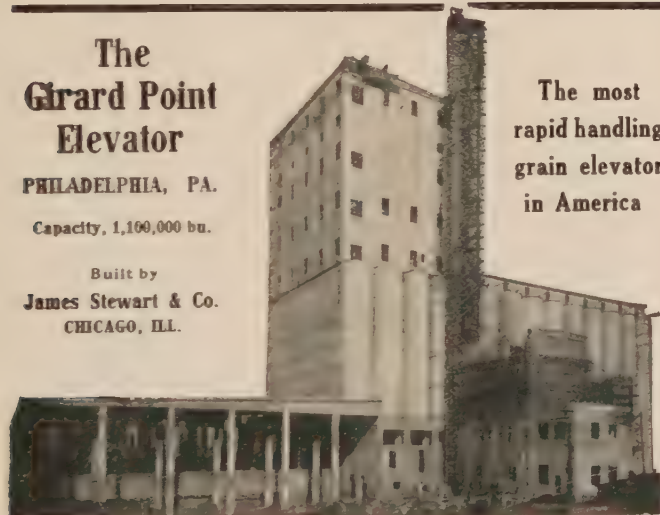 The
Girard Point
Elevator
PHILADELPHIA, PA.
Capacity, 1,100,000 bu.
Built by
James Stewart & Co.
CHICAGO, ILL.
The most
rapid handling
grain elevator
in America